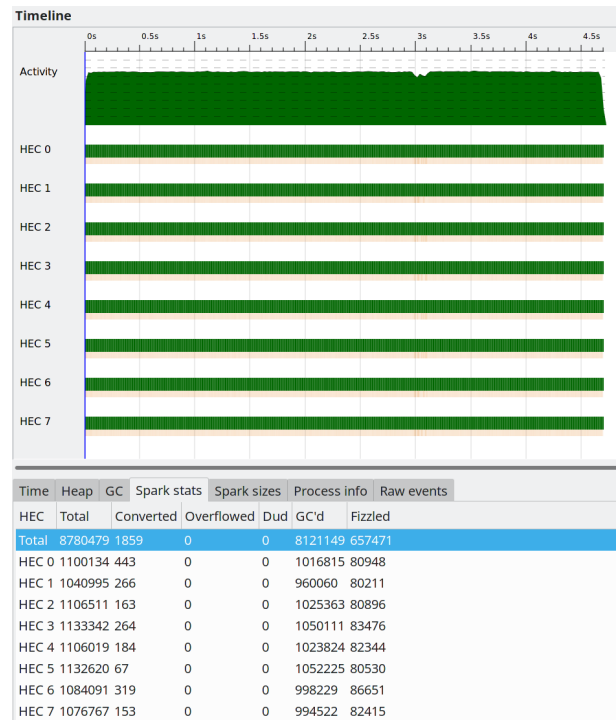 Timeline
0s 0.5s 1s 1.5s 2s 2.5s 3s 3.5s 4s 4.5s
Activity
HEC 0
HEC 1
HEC 2
HEC 3
HEC 4
HEC 5
HEC 6
HEC 7
Time Heap GC Spark stats Spark sizes Process info Raw events
HEC Total Converted Overflowed Dud GC'd Fizzled
Total 8780479 1859 0 0 8121149 657471
HEC 0 1100134 443 0 0 1016815 80948
HEC 1 1040995 266 0 0 960060 80211
HEC 2 1106511 163 0 0 1025363 80896
HEC 3 1133342 264 0 0 1050111 83476
HEC 4 1106019 184 0 0 1023824 82344
HEC 5 1132620 67 0 0 1052225 80530
HEC 6 1084091 319 0 0 998229 86651
HEC 7 1076767 153 0 0 994522 82415